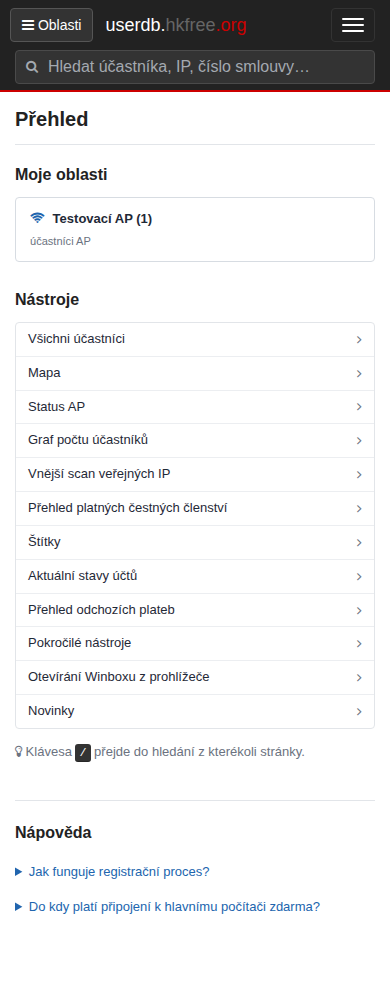 Oblasti userdb.hkfree.org
Hledat účastníka, IP, číslo smlouvy…
Přehled
Moje oblasti
Testovací AP (1)
účastníci AP
Nástroje
Všichni účastníci
Mapa
Status AP
Graf počtu účastníků
Vnější scan veřejných IP
Přehled platných čestných členství
Štítky
Aktuální stavy účtů
Přehled odchozích plateb
Pokročilé nástroje
Otevírání Winboxu z prohlížeče
Novinky
Klávesa / přejde do hledání z kterékoli stránky.
Nápověda
Jak funguje registrační proces?
Do kdy platí připojení k hlavnímu počítači zdarma?